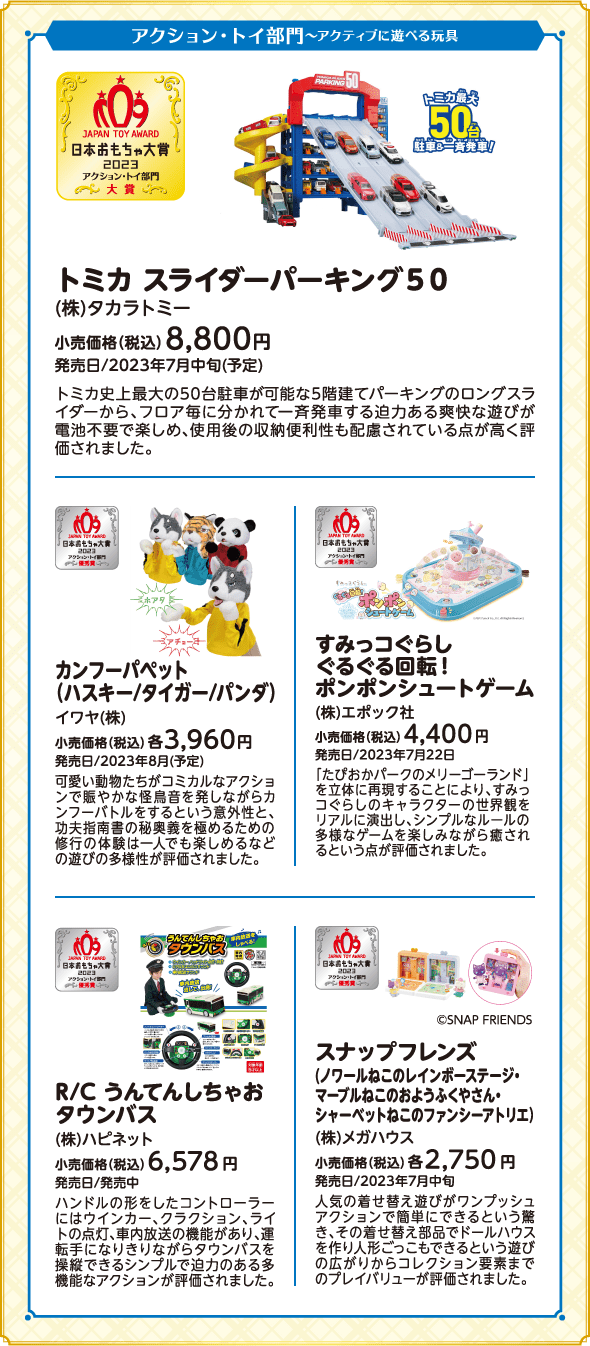 アクション・トイ部門～アクティブに遊べる玩具
JAPAN TOY AWARD
日本おもちゃ大賞
2023
アクション・トイ部門
大 賞
PARKING 50
トミカ最大
50台
駐車&一斉発車!
トミカ スライダーパーキング50
(株)タカラトミー
小売価格(税込) 8,800円
発売日/2023年7月中旬(予定)
トミカ史上最大の50台駐車が可能な5階建てパーキングのロングスラ
イダーから、フロア毎に分かれて一斉発車する迫力ある爽快な遊びが
電池不要で楽しめ、使用後の収納便利性も配慮されている点が高く評
価されました。
JAPAN TOY AWARD
日本おもちゃ大賞
2023
アクション・トイ部門
優秀賞
ホアタ
アチョー
カンフーパペット
(ハスキー/タイガー/パンダ)
イワヤ(株)
小売価格(税込) 各3,960円
発売日/2023年8月(予定)
可愛い動物たちがコミカルなアクショ
ンで賑やかな怪鳥音を発しながらカ
ンフーバトルをするという意外性と、
功夫指南書の秘奥義を極めるための
修行の体験は一人でも楽しめるなど
の遊びの多様性が評価されました。
JAPAN TOY AWARD
日本おもちゃ大賞
2023
アクション・トイ部門
優秀賞
すみっコぐらし
ポンポン
シュートゲーム
すみっコぐらし
ぐるぐる回転!
ポンポンシュートゲーム
(株)エポック社
小売価格(税込) 4,400円
発売日/2023年7月22日
「たぴおかパークのメリーゴーランド」
を立体に再現することにより、すみっ
コぐらしのキャラクターの世界観を
リアルに演出し、シンプルなルールの
多様なゲームを楽しみながら癒され
るという点が評価されました。
JAPAN TOY AWARD
日本おもちゃ大賞
2023
アクション・トイ部門
優秀賞
うんてんしちゃお
タウンバス
R/C うんてんしちゃお
タウンバス
(株)ハピネット
小売価格(税込) 6,578円
発売日/発売中
ハンドルの形をしたコントローラー
にはウインカー、クラクション、ライ
トの点灯、車内放送の機能があり、運
転手になりきりながらタウンバスを
操縦できるシンプルで迫力のある多
機能なアクションが評価されました。
JAPAN TOY AWARD
日本おもちゃ大賞
2023
アクション・トイ部門
優秀賞
©SNAP FRIENDS
スナップフレンズ
(ノワールねこのレインボーステージ・
マーブルねこのおようふくやさん・
シャーベットねこのファンシーアトリエ)
(株)メガハウス
小売価格(税込) 各2,750円
発売日/2023年7月中旬
人気の着せ替え遊びがワンプッシュ
アクションで簡単にできるという驚
き、その着せ替え部品でドールハウス
を作り人形ごっこもできるという遊び
の広がりからコレクション要素まで
のプレイバリューが評価されました。